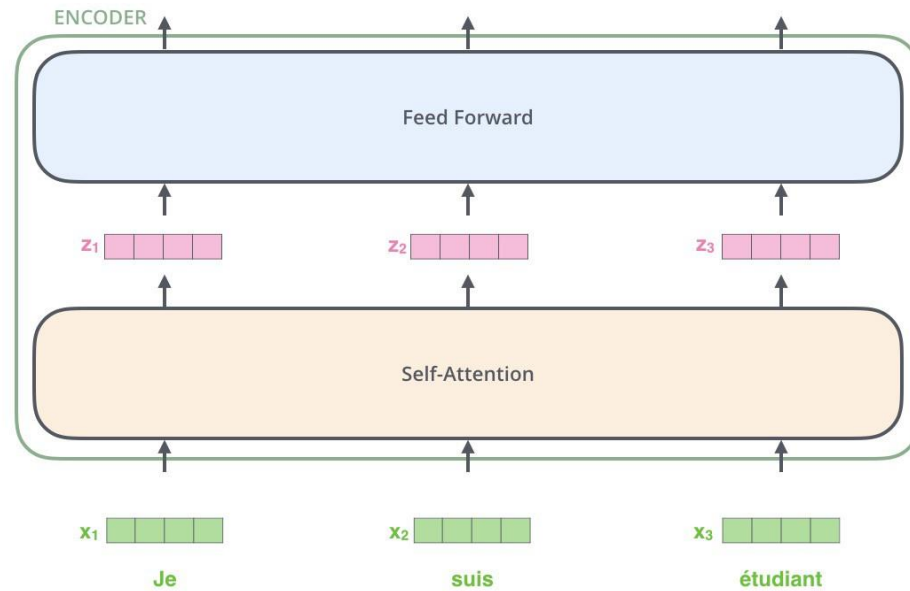 ENCODER
Feed Forward
z₁ z₂ z₃
Self-Attention
x₁ x₂ x₃
Je suis étudiant